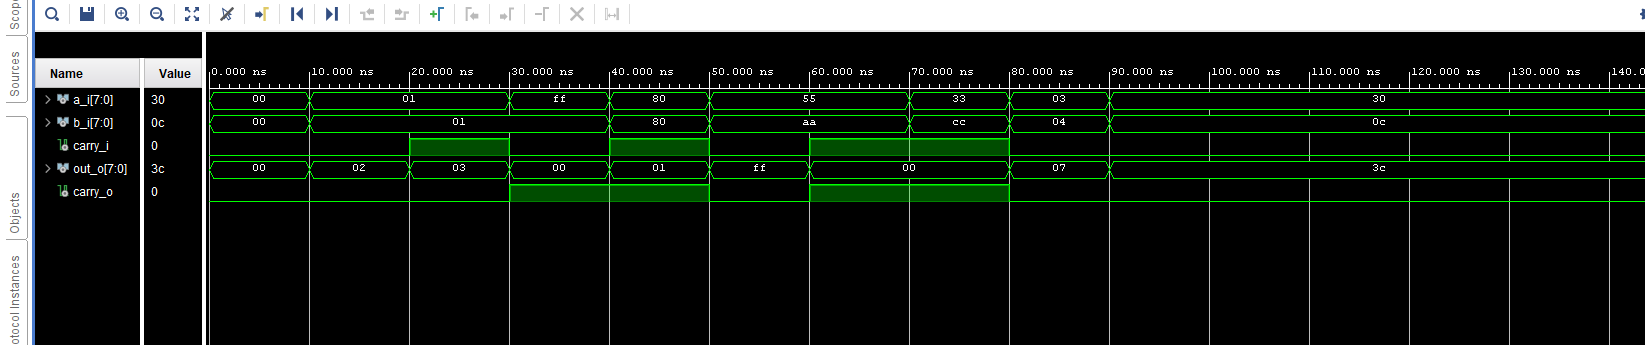 Scope
Sources
Objects
otocol Instances
Name Value
0.000 ns 10.000 ns 20.000 ns 30.000 ns 40.000 ns 50.000 ns 60.000 ns 70.000 ns 80.000 ns 90.000 ns 100.000 ns 110.000 ns 120.000 ns 130.000 ns 140.0
a_i[7:0] 30 00 01 ff 80 55 33 03 30
b_i[7:0] 0c 00 01 80 aa cc 04 0c
carry_i 0
out_o[7:0] 3c 00 02 03 00 01 ff 00 07 3c
carry_o 0